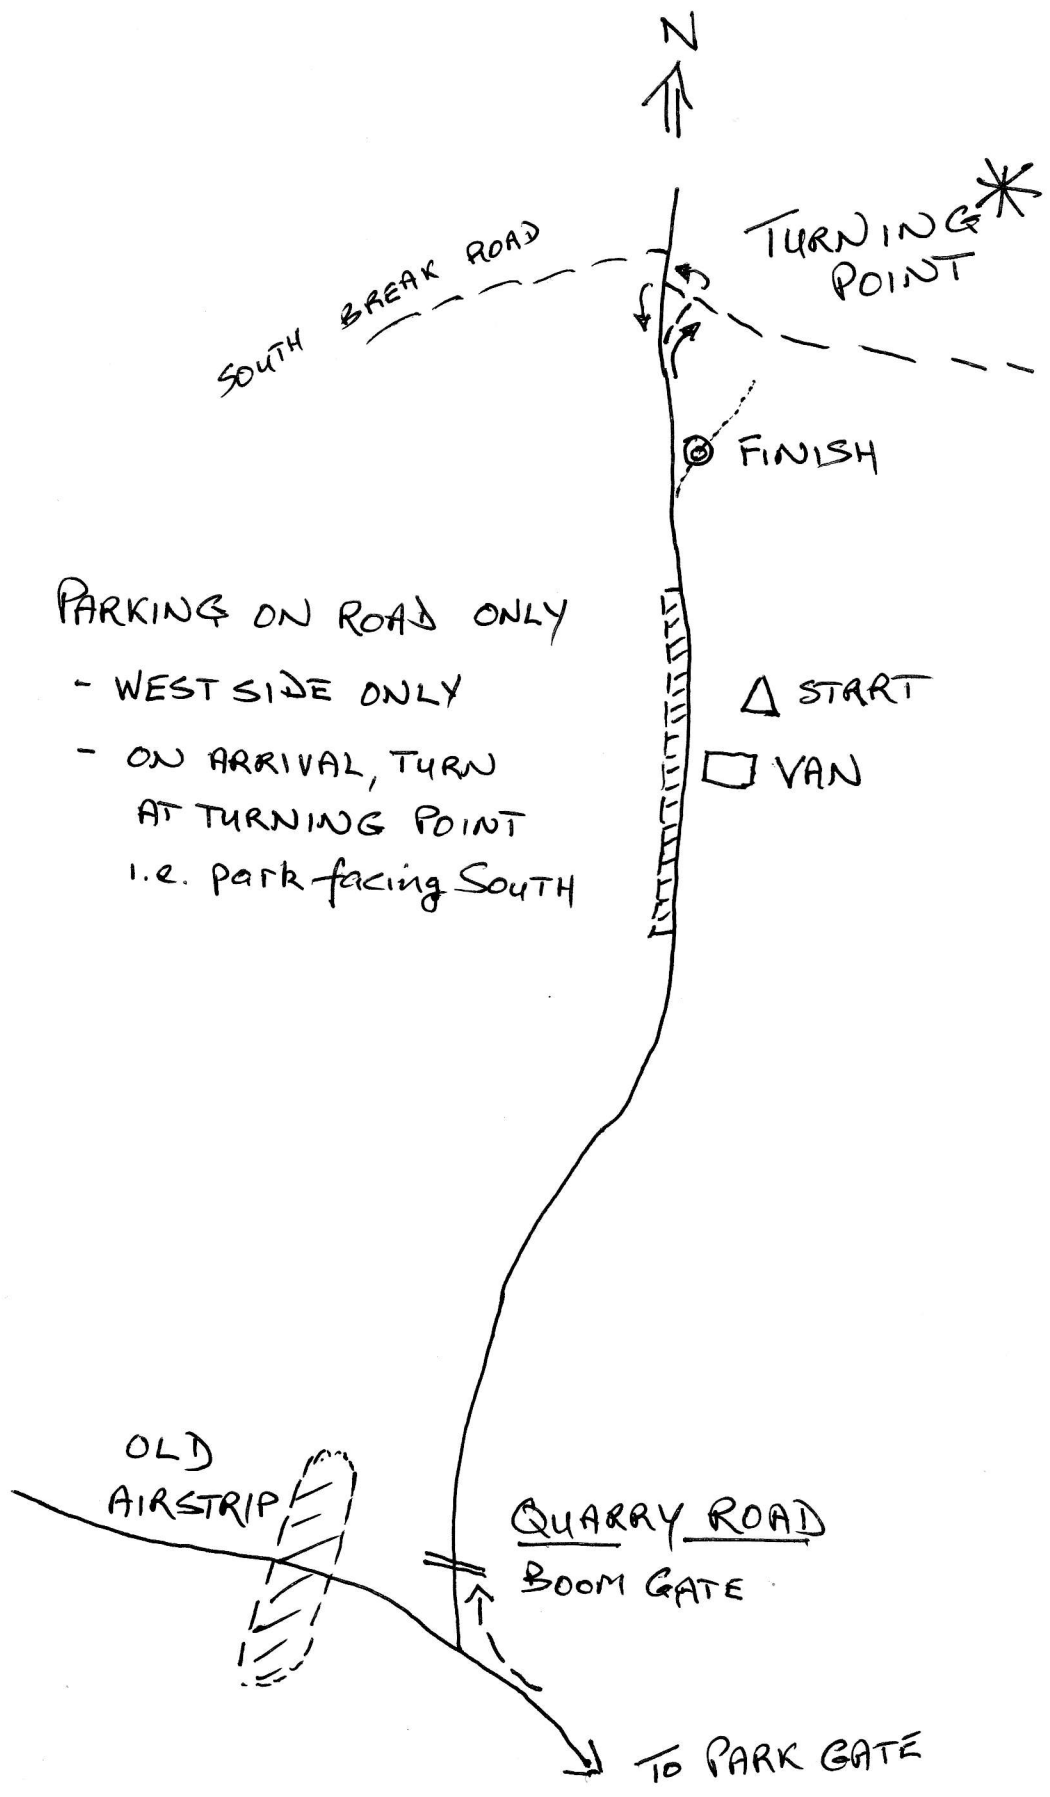 N
TURNING
POINT
SOUTH BREAK ROAD
FINISH
PARKING ON ROAD ONLY
- WEST SIDE ONLY
- ON ARRIVAL, TURN
AT TURNING POINT
i.e. park facing SOUTH
START
VAN
OLD
AIRSTRIP
QUARRY ROAD
BOOM GATE
TO PARK GATE